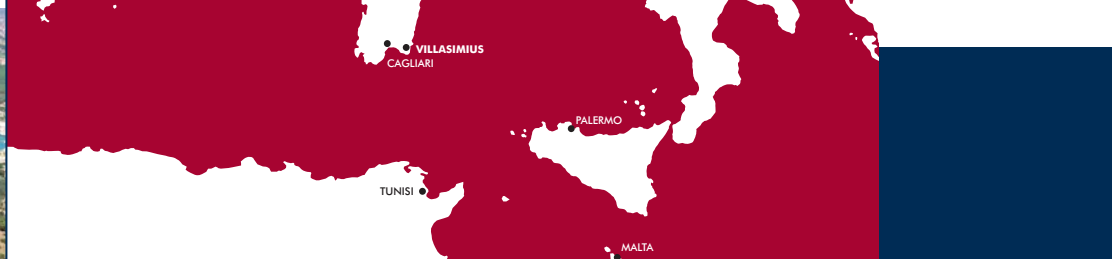 VILLASIMIUS
CAGLIARI
PALERMO
TUNISI
MALTA